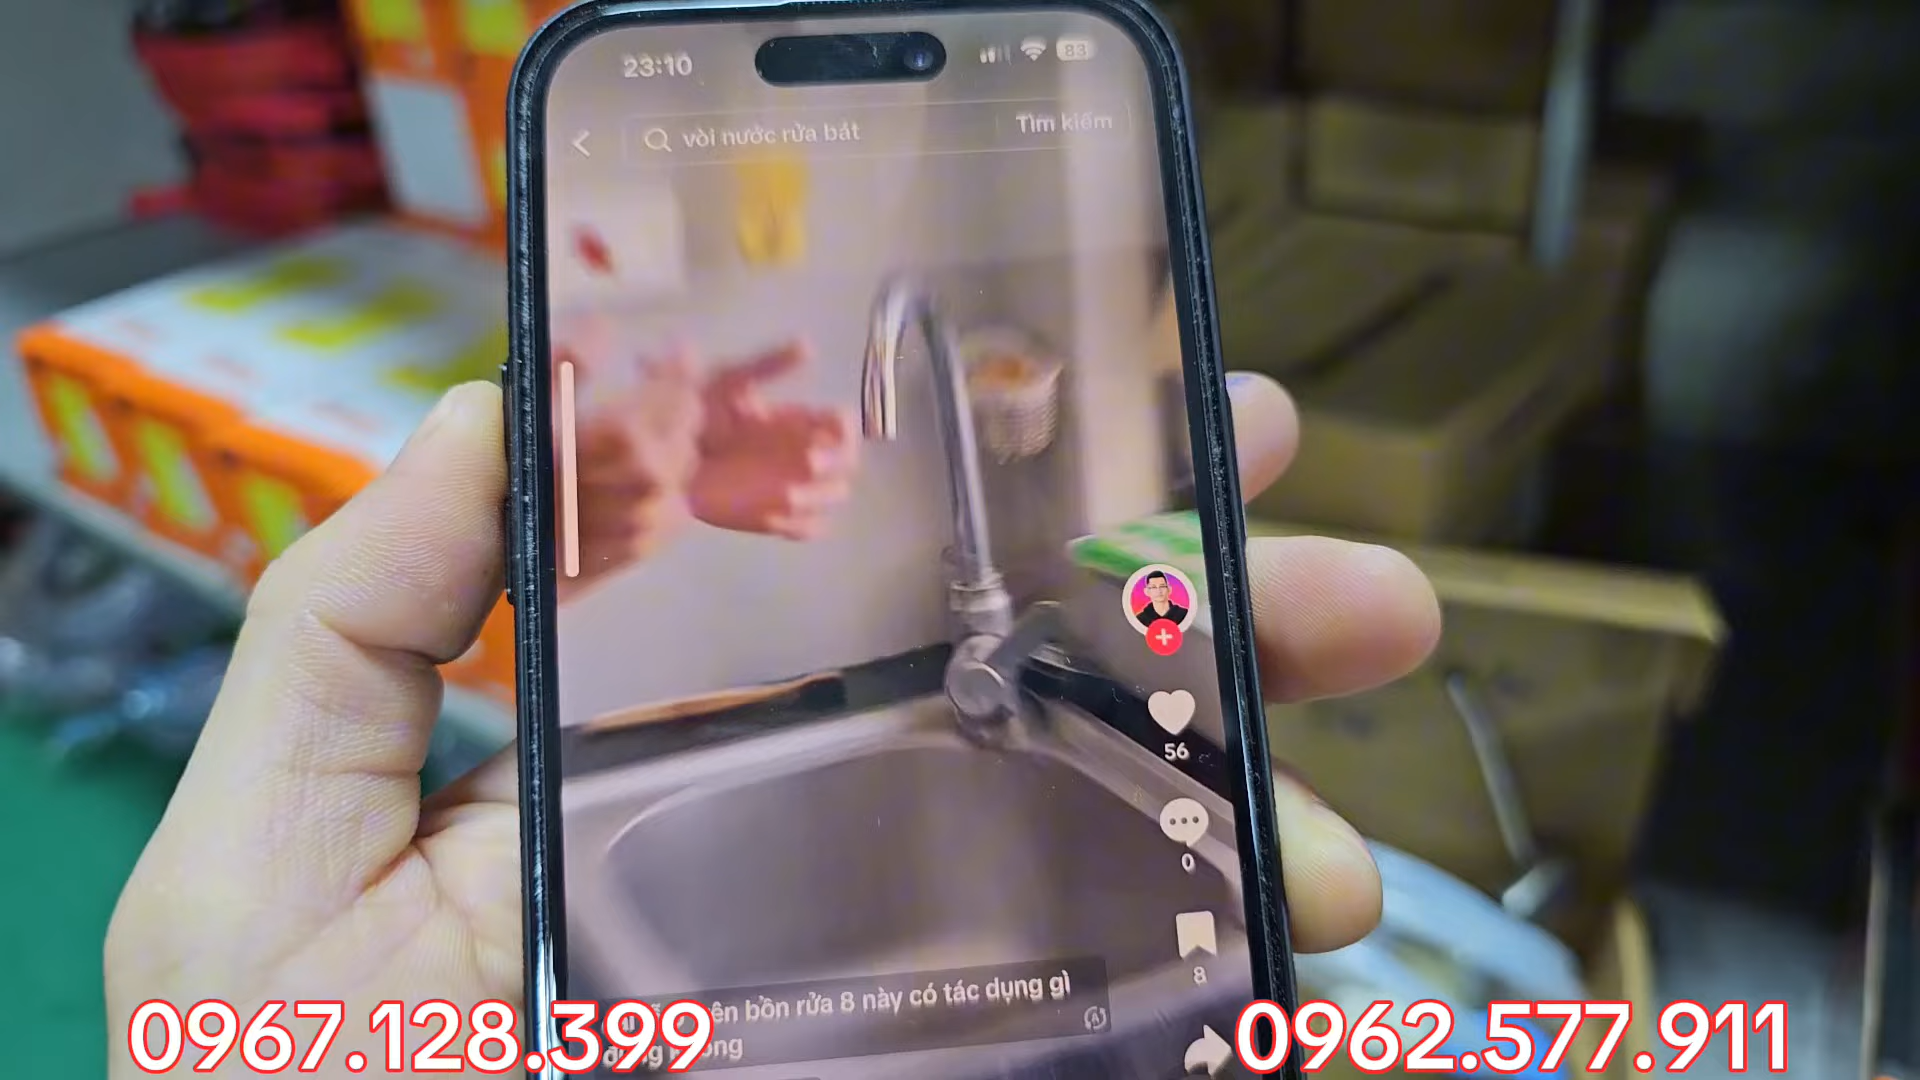 23:10
83
vòi nước rửa bát
Tìm kiếm
56
0
8
bồn rửa 8 này có tác dụng gì
0967.128.399
0962.577.911